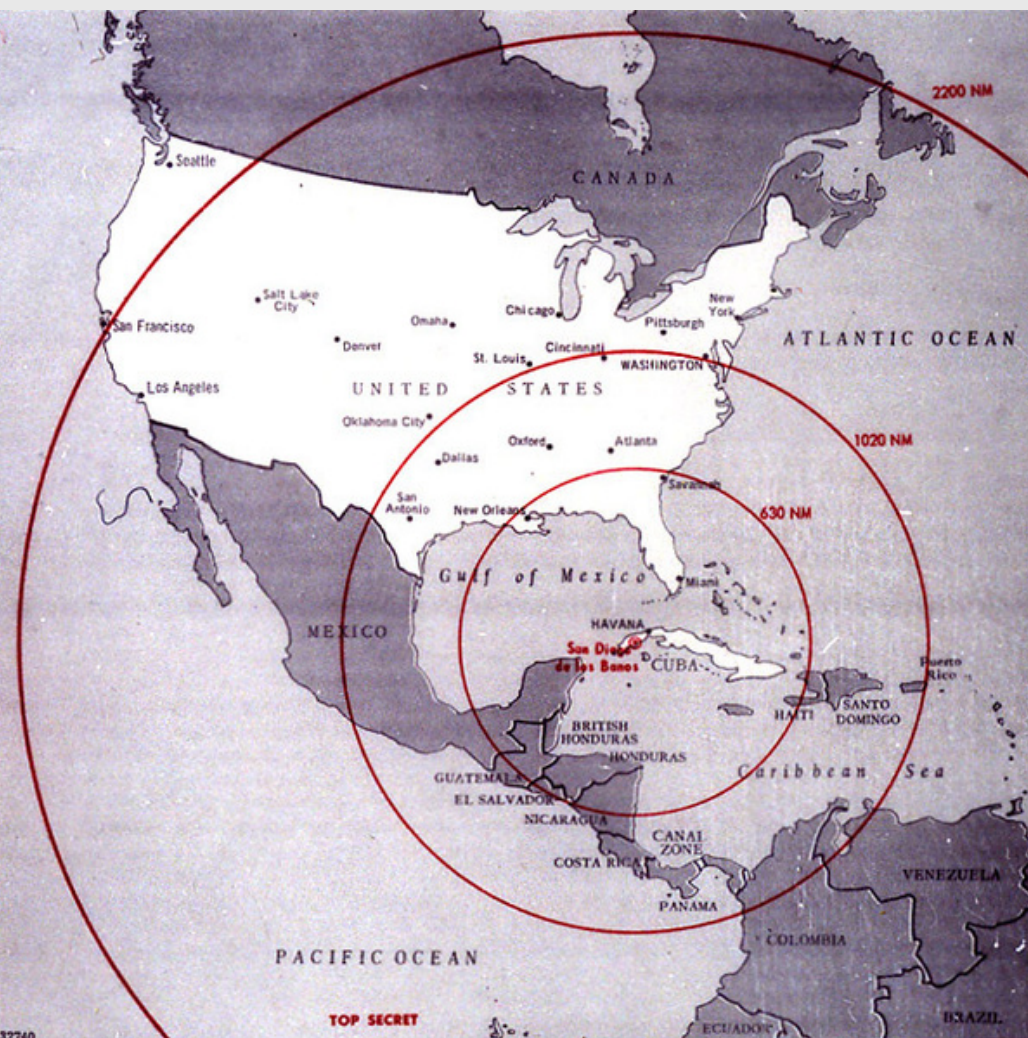 2200 NM
Seattle
CANADA
Salt Lake
City
San Francisco
Omaha
Chicago
New
York
Pittsburgh
ATLANTIC OCEAN
Denver
Cincinnati
St. Louis
WASHINGTON
Los Angeles
UNITED STATES
Oklahoma City
1020 NM
Oxford
Atlanta
Dallas
Savannah
San
Antonio
New Orleans
630 NM
Gulf of Mexico
Miami
MEXICO
HAVANA
San Diego
de los Banos
CUBA
Puerto
Rico
HAITI
SANTO
DOMINGO
BRITISH
HONDURAS
HONDURAS
GUATEMALA
Caribbean Sea
EL SALVADOR
NICARAGUA
CANAL
ZONE
COSTA RICA
VENEZUELA
PANAMA
COLOMBIA
PACIFIC OCEAN
TOP SECRET
ECUADOR
BRAZIL